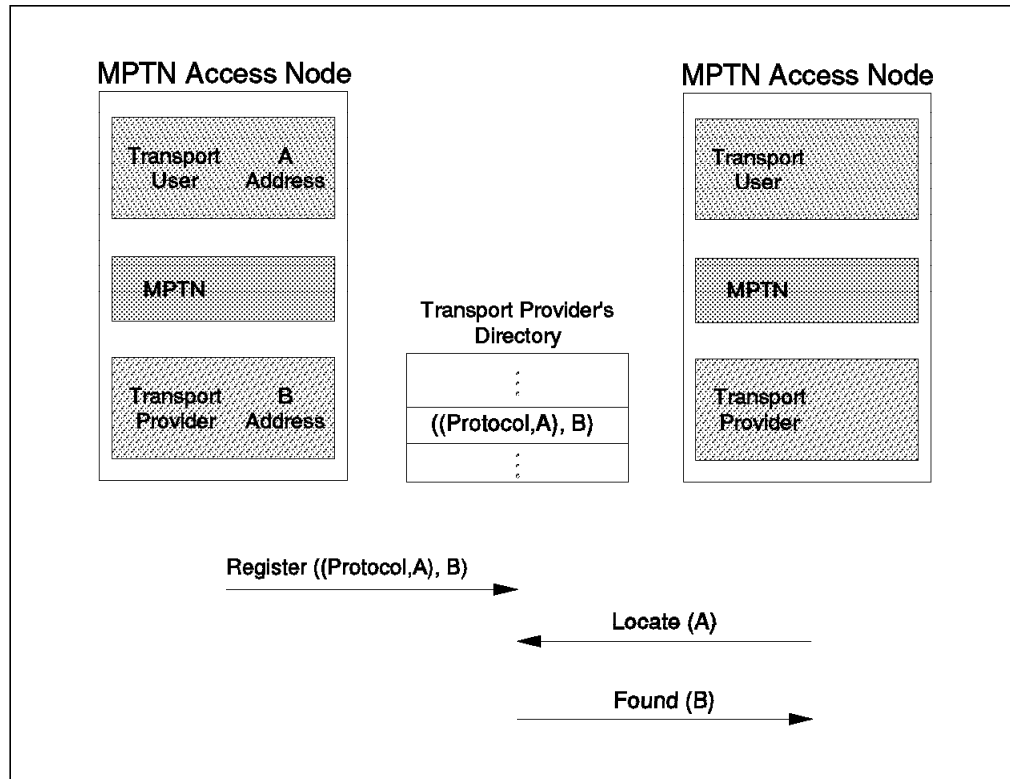 MPTN Access Node
Transport
User
A
Address
MPTN
Transport
Provider
B
Address
Transport Provider's
Directory
((Protocol,A), B)
MPTN Access Node
Transport
User
MPTN
Transport
Provider
Register ((Protocol,A), B)
Locate (A)
Found (B)